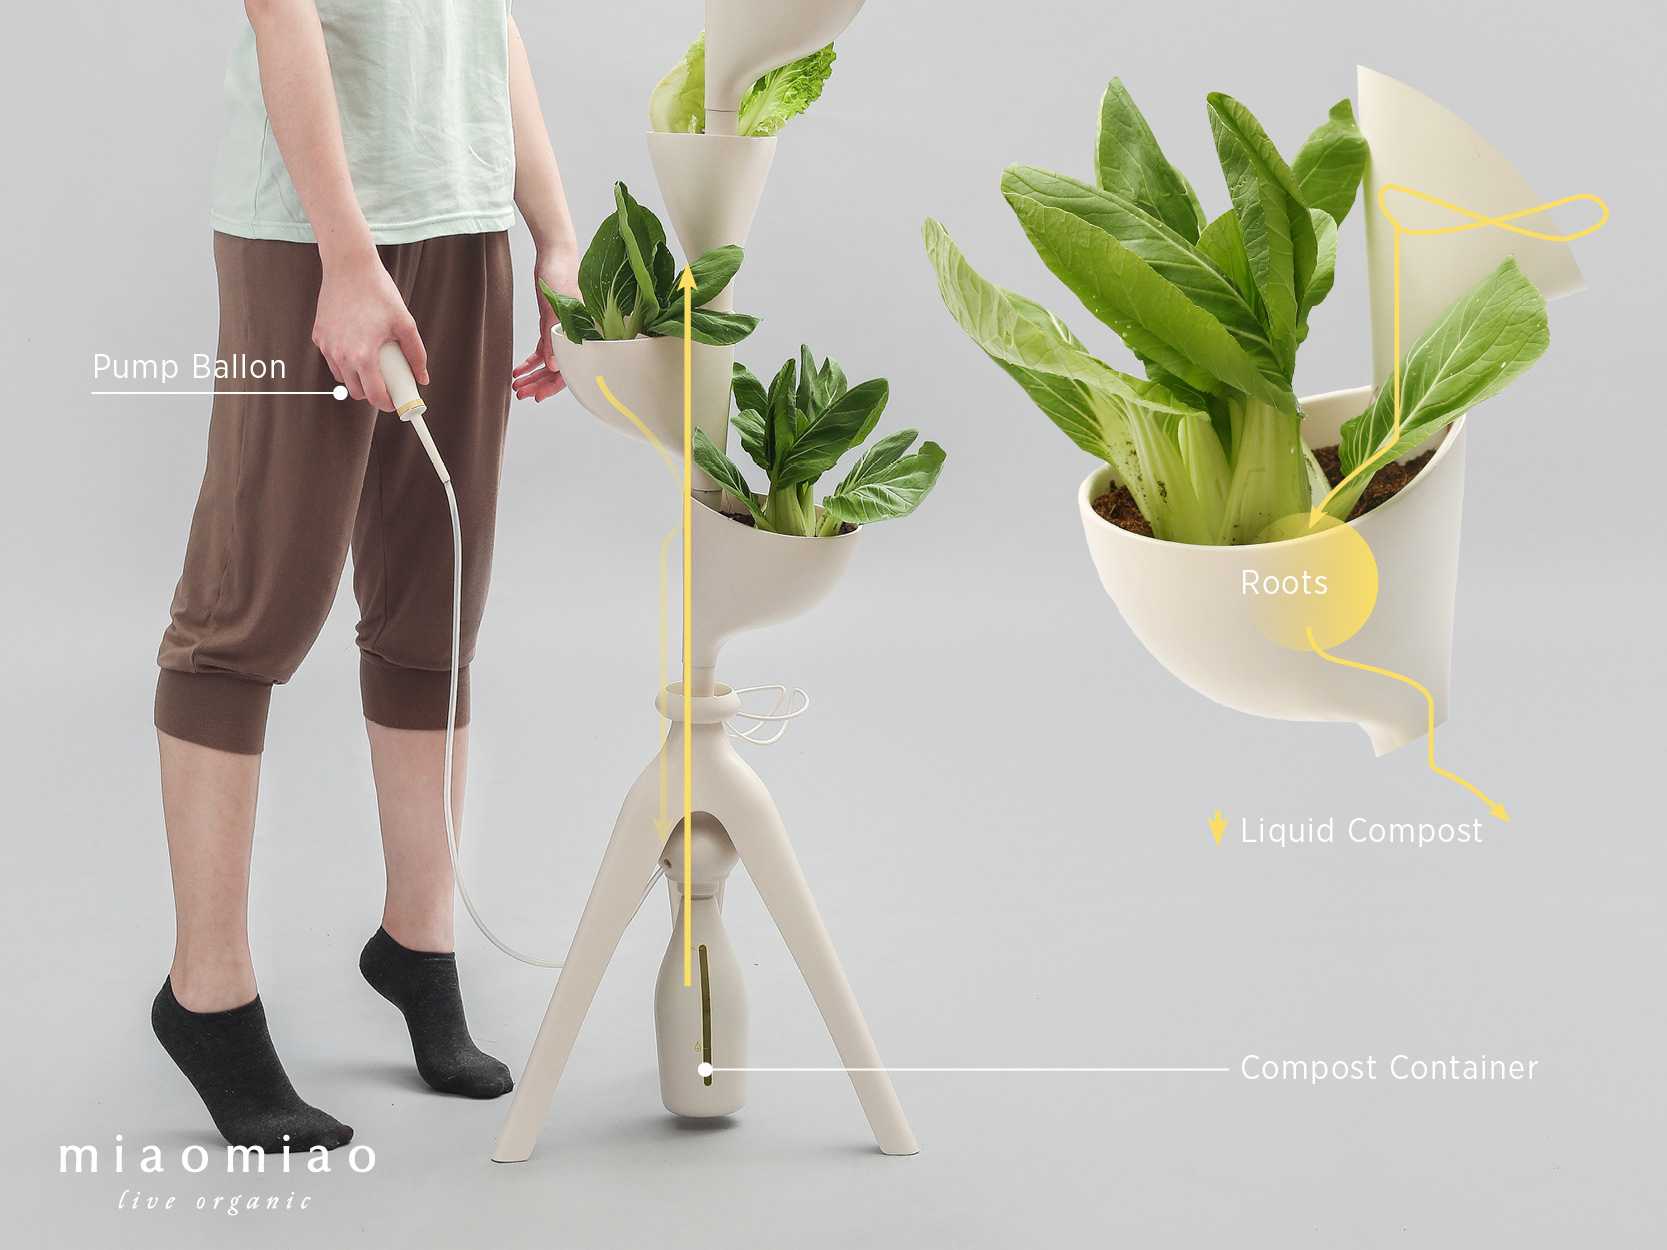 Pump Ballon
Roots
Liquid Compost
Compost Container
miaomiao
live organic